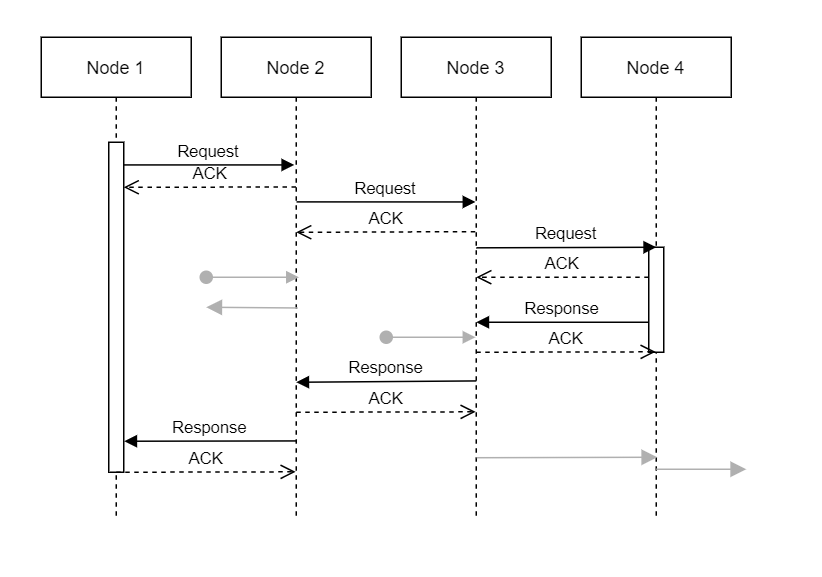 Node 1
Node 2
Node 3
Node 4
Request
ACK
Request
ACK
Request
ACK
Response
ACK
Response
ACK
Response
ACK